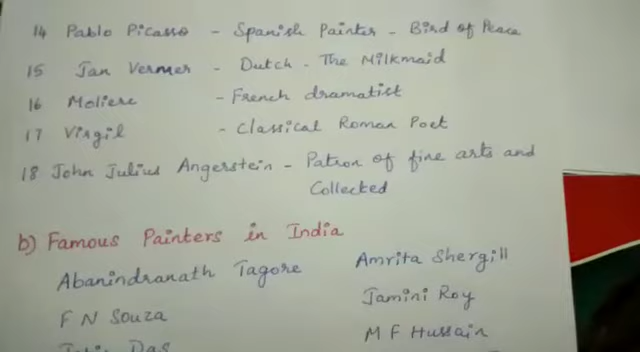 14 Pablo Picasso - Spanish Painter - Bird of Peace
15 Jan Vermer - Dutch - The Milkmaid
16 Moliere - French dramatist
17 Virgil - Classical Roman Poet
18 John Julius Angerstein - Patron of fine arts and
Collected
b) Famous Painters in India
Abanindranath Tagore Amrita Shergill
F N Souza Jamini Roy
Das M F Hussain